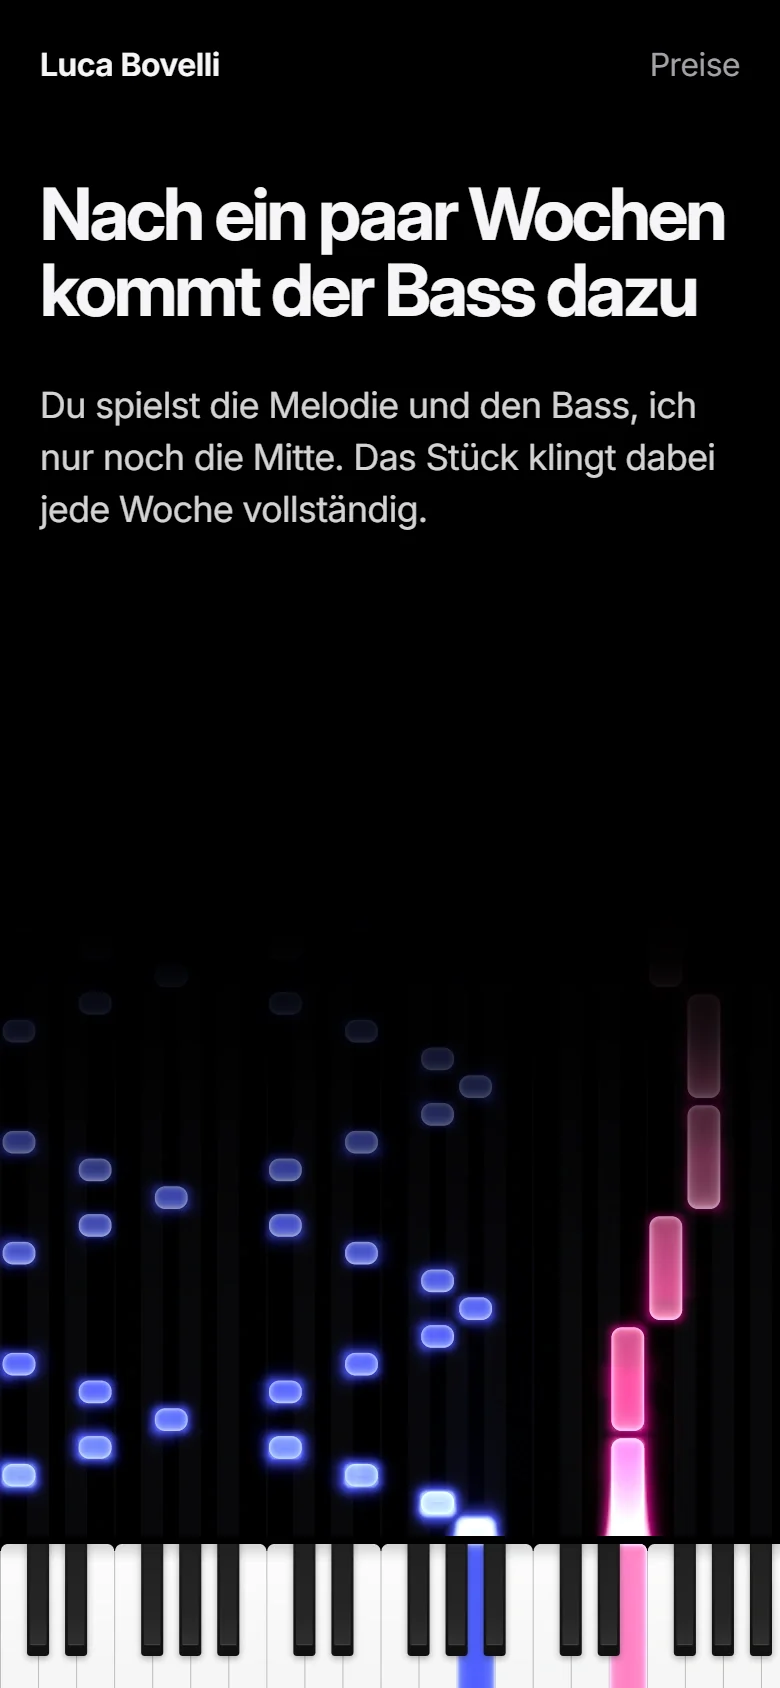 Luca Bovelli
Preise
Nach ein paar Wochen
kommt der Bass dazu
Du spielst die Melodie und den Bass, ich
nur noch die Mitte. Das Stück klingt dabei
jede Woche vollständig.